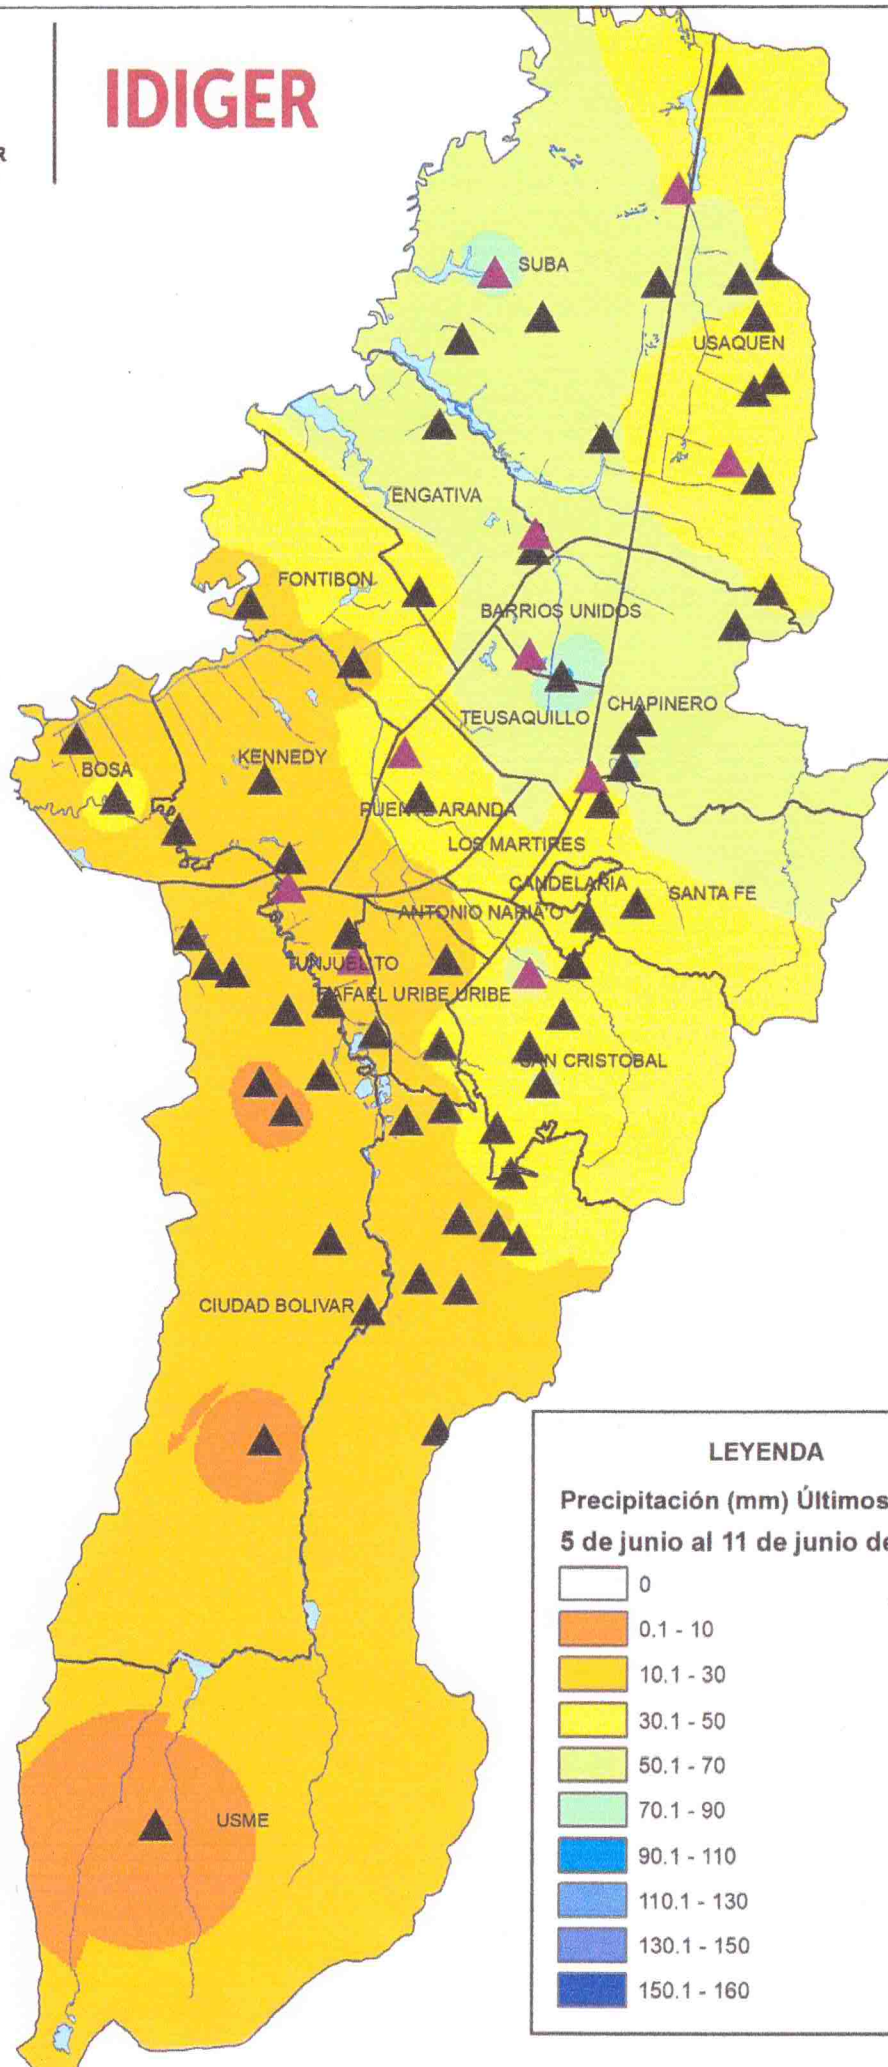 IDIGER
R
SUBA
USAQUEN
ENGATIVA
FONTIBON
BARRIOS UNIDOS
CHAPINERO
TEUSAQUILLO
KENNEDY
BOSA
PUENTE ARANDA
LOS MARTIRES
CANDELARIA
SANTA FE
ANTONIO NARIA'O
TUNJUELITO
RAFAEL URIBE URIBE
SAN CRISTOBAL
CIUDAD BOLIVAR
USME
LEYENDA
Precipitación (mm) Últimos
5 de junio al 11 de junio de
0
0.1 - 10
10.1 - 30
30.1 - 50
50.1 - 70
70.1 - 90
90.1 - 110
110.1 - 130
130.1 - 150
150.1 - 160